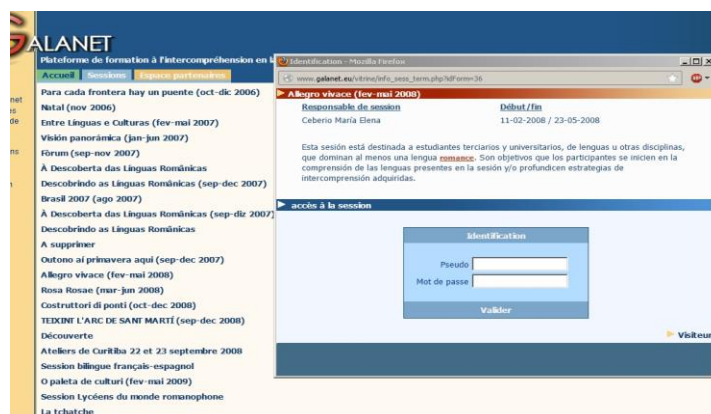 GALANET
Plateforme de formation à l'intercompréhension en l
Accueil Sessions Espace partenaires
Para cada frontera hay un puente (oct-dic 2006)
Natal (nov 2006)
Entre Línguas e Culturas (fev-mai 2007)
Visión panorámica (jan-jun 2007)
Fòrum (sep-nov 2007)
À Descoberta das Línguas Românicas
Descobrindo as Línguas Românicas (sep-dec 2007)
Brasil 2007 (ago 2007)
À Descoberta das Línguas Românicas (sep-diz 2007)
Descobrindo as Línguas Românicas
A supprimer
Outono aí primavera aqui (sep-dec 2007)
Allegro vivace (fev-mai 2008)
Rosa Rosae (mar-jun 2008)
Costruttori di ponti (oct-dec 2008)
TEIXINT L'ARC DE SANT MARTÍ (sep-dec 2008)
Découverte
Ateliers de Curitiba 22 et 23 septembre 2008
Session bilingue français-espagnol
O paleta de culturi (fev-mai 2009)
Session Lycéens du monde romanophone
La tchatche
Identification - Mozilla Firefox
www.galanet.eu/vitrine/info_sess_term.php?idForm=36
Allegro vivace (fev-mai 2008)
Responsable de session Début/fin
Ceberio María Elena 11-02-2008 / 23-05-2008
Esta sesión está destinada a estudiantes terciarios y universitarios, de lenguas u otras disciplinas,
que dominan al menos una lengua romance. Son objetivos que los participantes se inicien en la
comprensión de las lenguas presentes en la sesión y/o profundicen estrategias de
intercomprensión adquiridas.
accès à la session
Identification
Pseudo
Mot de passe
Valider
Visiteur